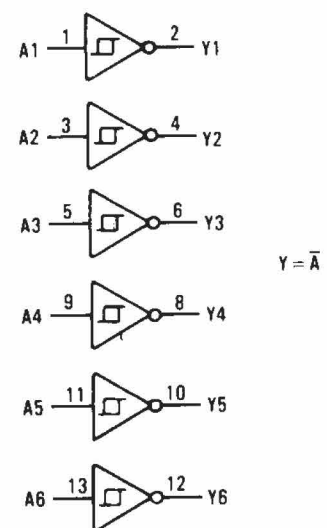 A1 1 2 Y1
A2 3 4 Y2
A3 5 6 Y3
Y = A̅
A4 9 8 Y4
A5 11 10 Y5
A6 13 12 Y6